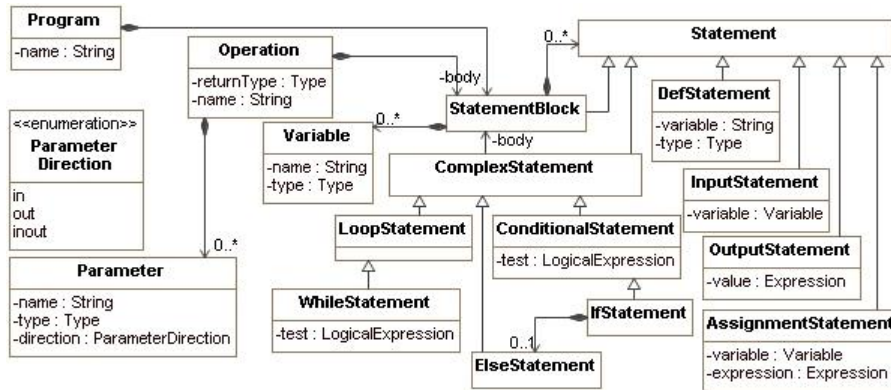 Program
-name : String
Operation
-returnType : Type
-name : String
-body
0..*
Statement
StatementBlock
0..*
Variable
-name : String
-type : Type
-body
DefStatement
-variable : String
-type : Type
<<enumeration>>
Parameter
Direction
in
out
inout
ComplexStatement
InputStatement
-variable : Variable
LoopStatement
ConditionalStatement
-test : LogicalExpression
0..*
Parameter
-name : String
-type : Type
-direction : ParameterDirection
WhileStatement
-test : LogicalExpression
IfStatement
0..1
ElseStatement
OutputStatement
-value : Expression
AssignmentStatement
-variable : Variable
-expression : Expression